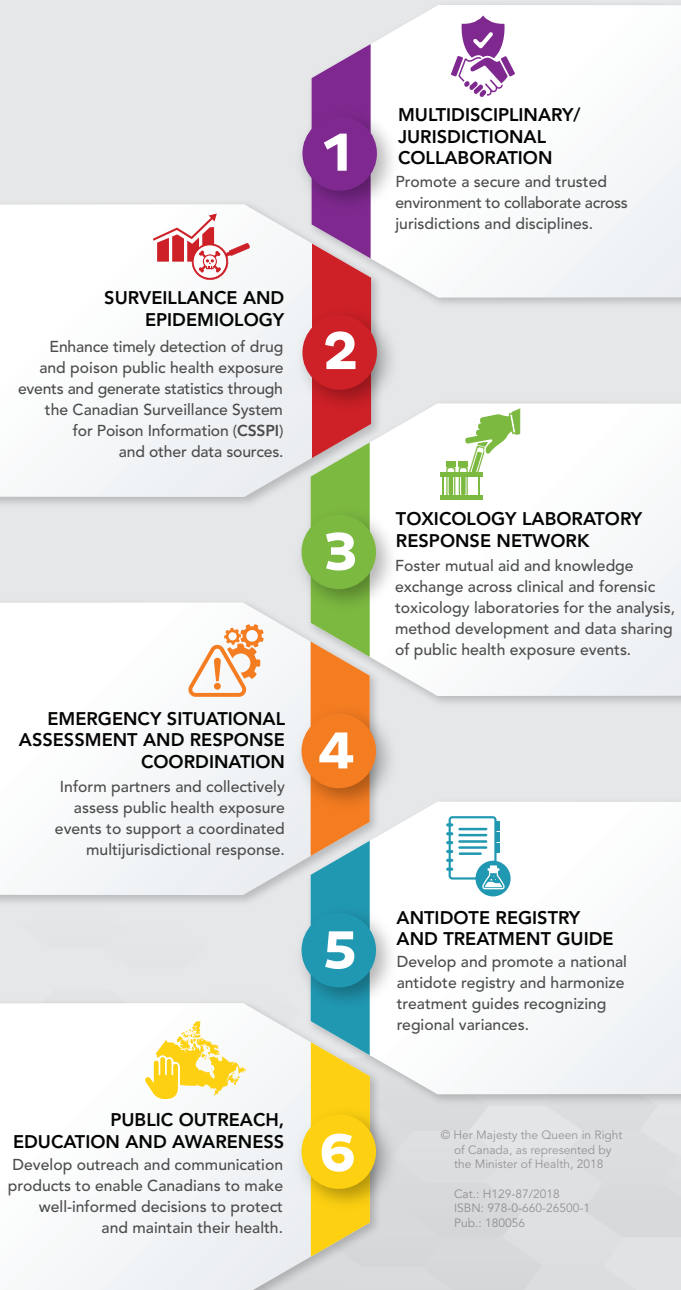 1
MULTIDISCIPLINARY/
JURISDICTIONAL
COLLABORATION
Promote a secure and trusted
environment to collaborate across
jurisdictions and disciplines.
2
SURVEILLANCE AND
EPIDEMIOLOGY
Enhance timely detection of drug
and poison public health exposure
events and generate statistics through
the Canadian Surveillance System
for Poison Information (CSSPI)
and other data sources.
3
TOXICOLOGY LABORATORY
RESPONSE NETWORK
Foster mutual aid and knowledge
exchange across clinical and forensic
toxicology laboratories for the analysis,
method development and data sharing
of public health exposure events.
4
EMERGENCY SITUATIONAL
ASSESSMENT AND RESPONSE
COORDINATION
Inform partners and collectively
assess public health exposure
events to support a coordinated
multijurisdictional response.
5
ANTIDOTE REGISTRY
AND TREATMENT GUIDE
Develop and promote a national
antidote registry and harmonize
treatment guides recognizing
regional variances.
6
PUBLIC OUTREACH,
EDUCATION AND AWARENESS
Develop outreach and communication
products to enable Canadians to make
well-informed decisions to protect
and maintain their health.
© Her Majesty the Queen in Right
of Canada, as represented by
the Minister of Health, 2018
Cat.: H129-87/2018
ISBN: 978-0-660-26500-1
Pub.: 180056